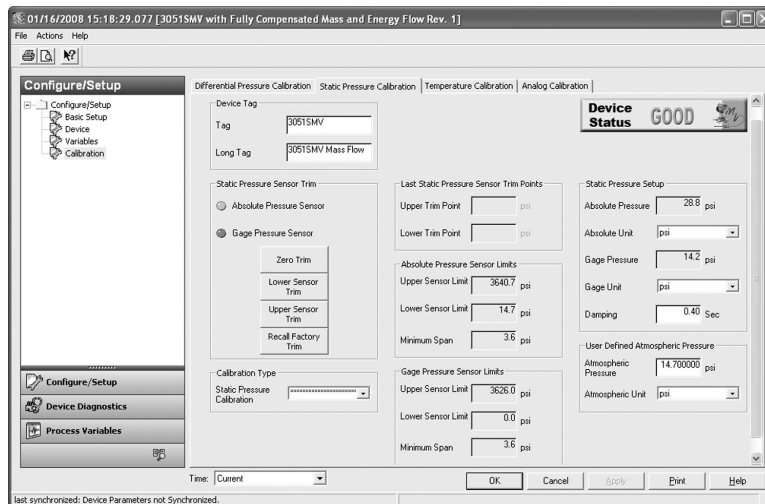 01/16/2008 15:18:29.077 [3051SMV with Fully Compensated Mass and Energy Flow Rev. 1]
File Actions Help
Configure/Setup
Configure/Setup
Basic Setup
Device
Variables
Calibration
Configure/Setup
Device Diagnostics
Process Variables
Differential Pressure Calibration Static Pressure Calibration Temperature Calibration Analog Calibration
Device Tag
Tag 3051SMV
Long Tag 3051SMV Mass Flow
Device Status GOOD
Static Pressure Sensor Trim
Absolute Pressure Sensor
Gage Pressure Sensor
Zero Trim
Lower Sensor Trim
Upper Sensor Trim
Recall Factory Trim
Calibration Type
Static Pressure Calibration
Last Static Pressure Sensor Trim Points
Upper Trim Point psi
Lower Trim Point psi
Absolute Pressure Sensor Limits
Upper Sensor Limit 3640.7 psi
Lower Sensor Limit 14.7 psi
Minimum Span 3.6 psi
Gage Pressure Sensor Limits
Upper Sensor Limit 3626.0 psi
Lower Sensor Limit 0.0 psi
Minimum Span 3.6 psi
Static Pressure Setup
Absolute Pressure 28.8 psi
Absolute Unit psi
Gage Pressure 14.2 psi
Gage Unit psi
Damping 0.40 Sec
User Defined Atmospheric Pressure
Atmospheric Pressure 14.700000 psi
Atmospheric Unit psi
Time: Current
OK Cancel Apply Print Help
last synchronized: Device Parameters not Synchronized.